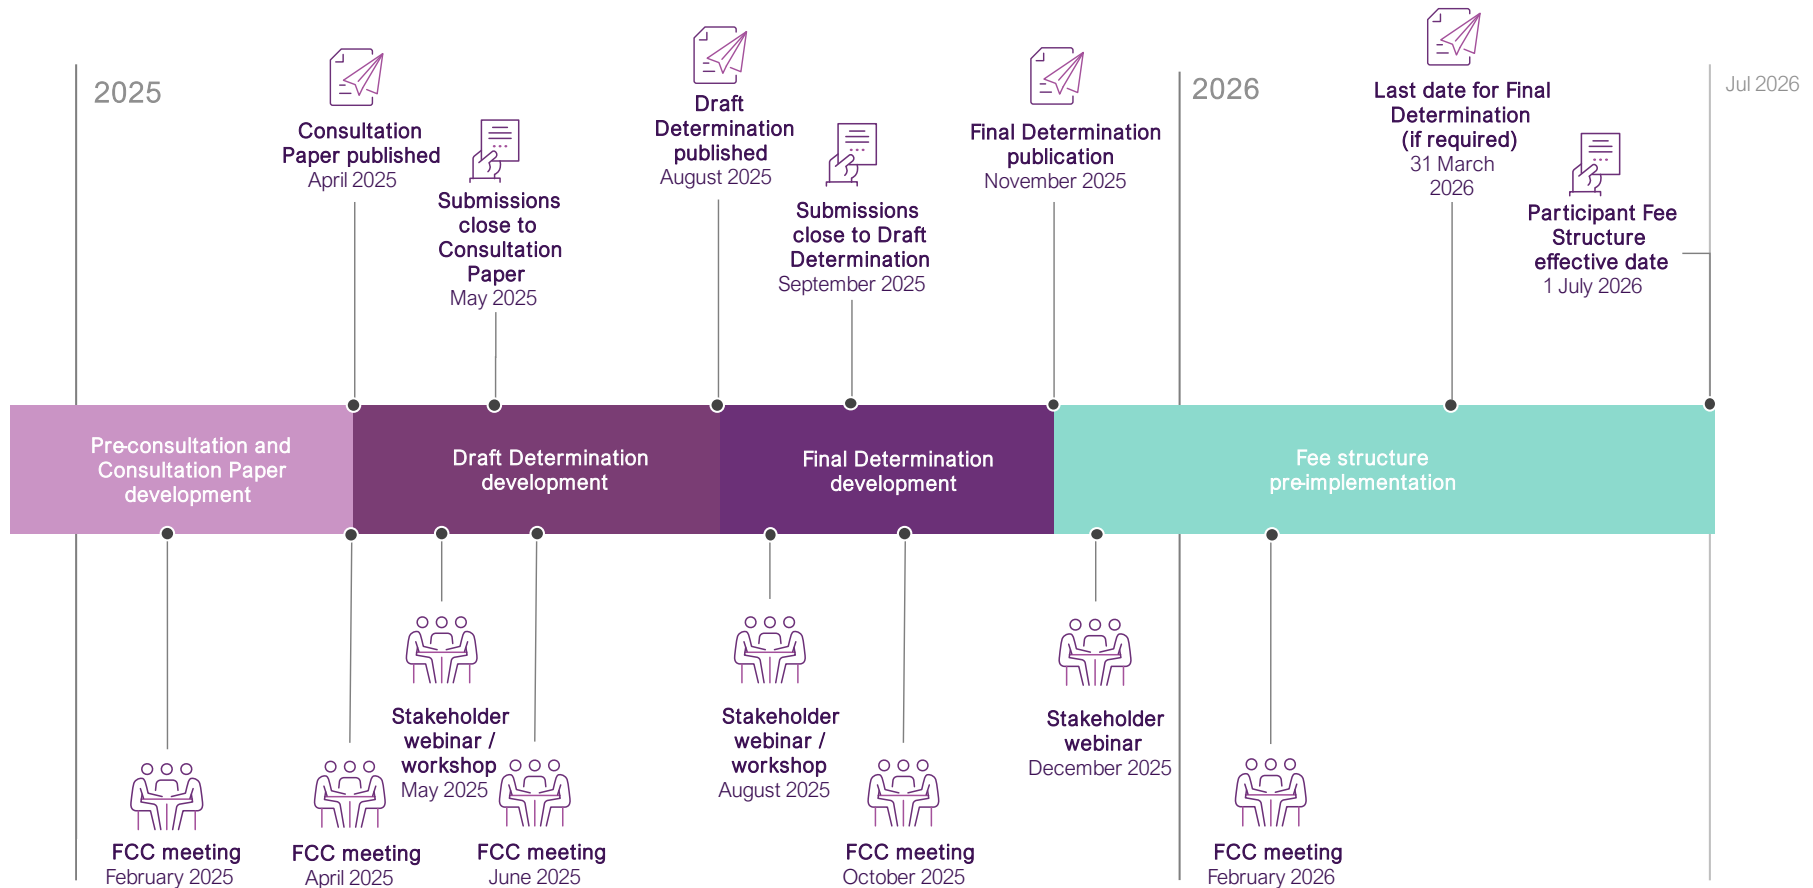 2025
Consultation
Paper published
April 2025
Submissions
close to
Consultation
Paper
May 2025
Draft
Determination
published
August 2025
Submissions
close to Draft
Determination
September 2025
Final Determination
publication
November 2025
2026
Last date for Final
Determination
(if required)
31 March
2026
Participant Fee
Structure
effective date
1 July 2026
Jul 2026
Pre-consultation and
Consultation Paper
development
Draft Determination
development
Final Determination
development
Fee structure
pre-implementation
FCC meeting
February 2025
FCC meeting
April 2025
Stakeholder
webinar /
workshop
May 2025
FCC meeting
June 2025
Stakeholder
webinar /
workshop
August 2025
FCC meeting
October 2025
Stakeholder
webinar
December 2025
FCC meeting
February 2026